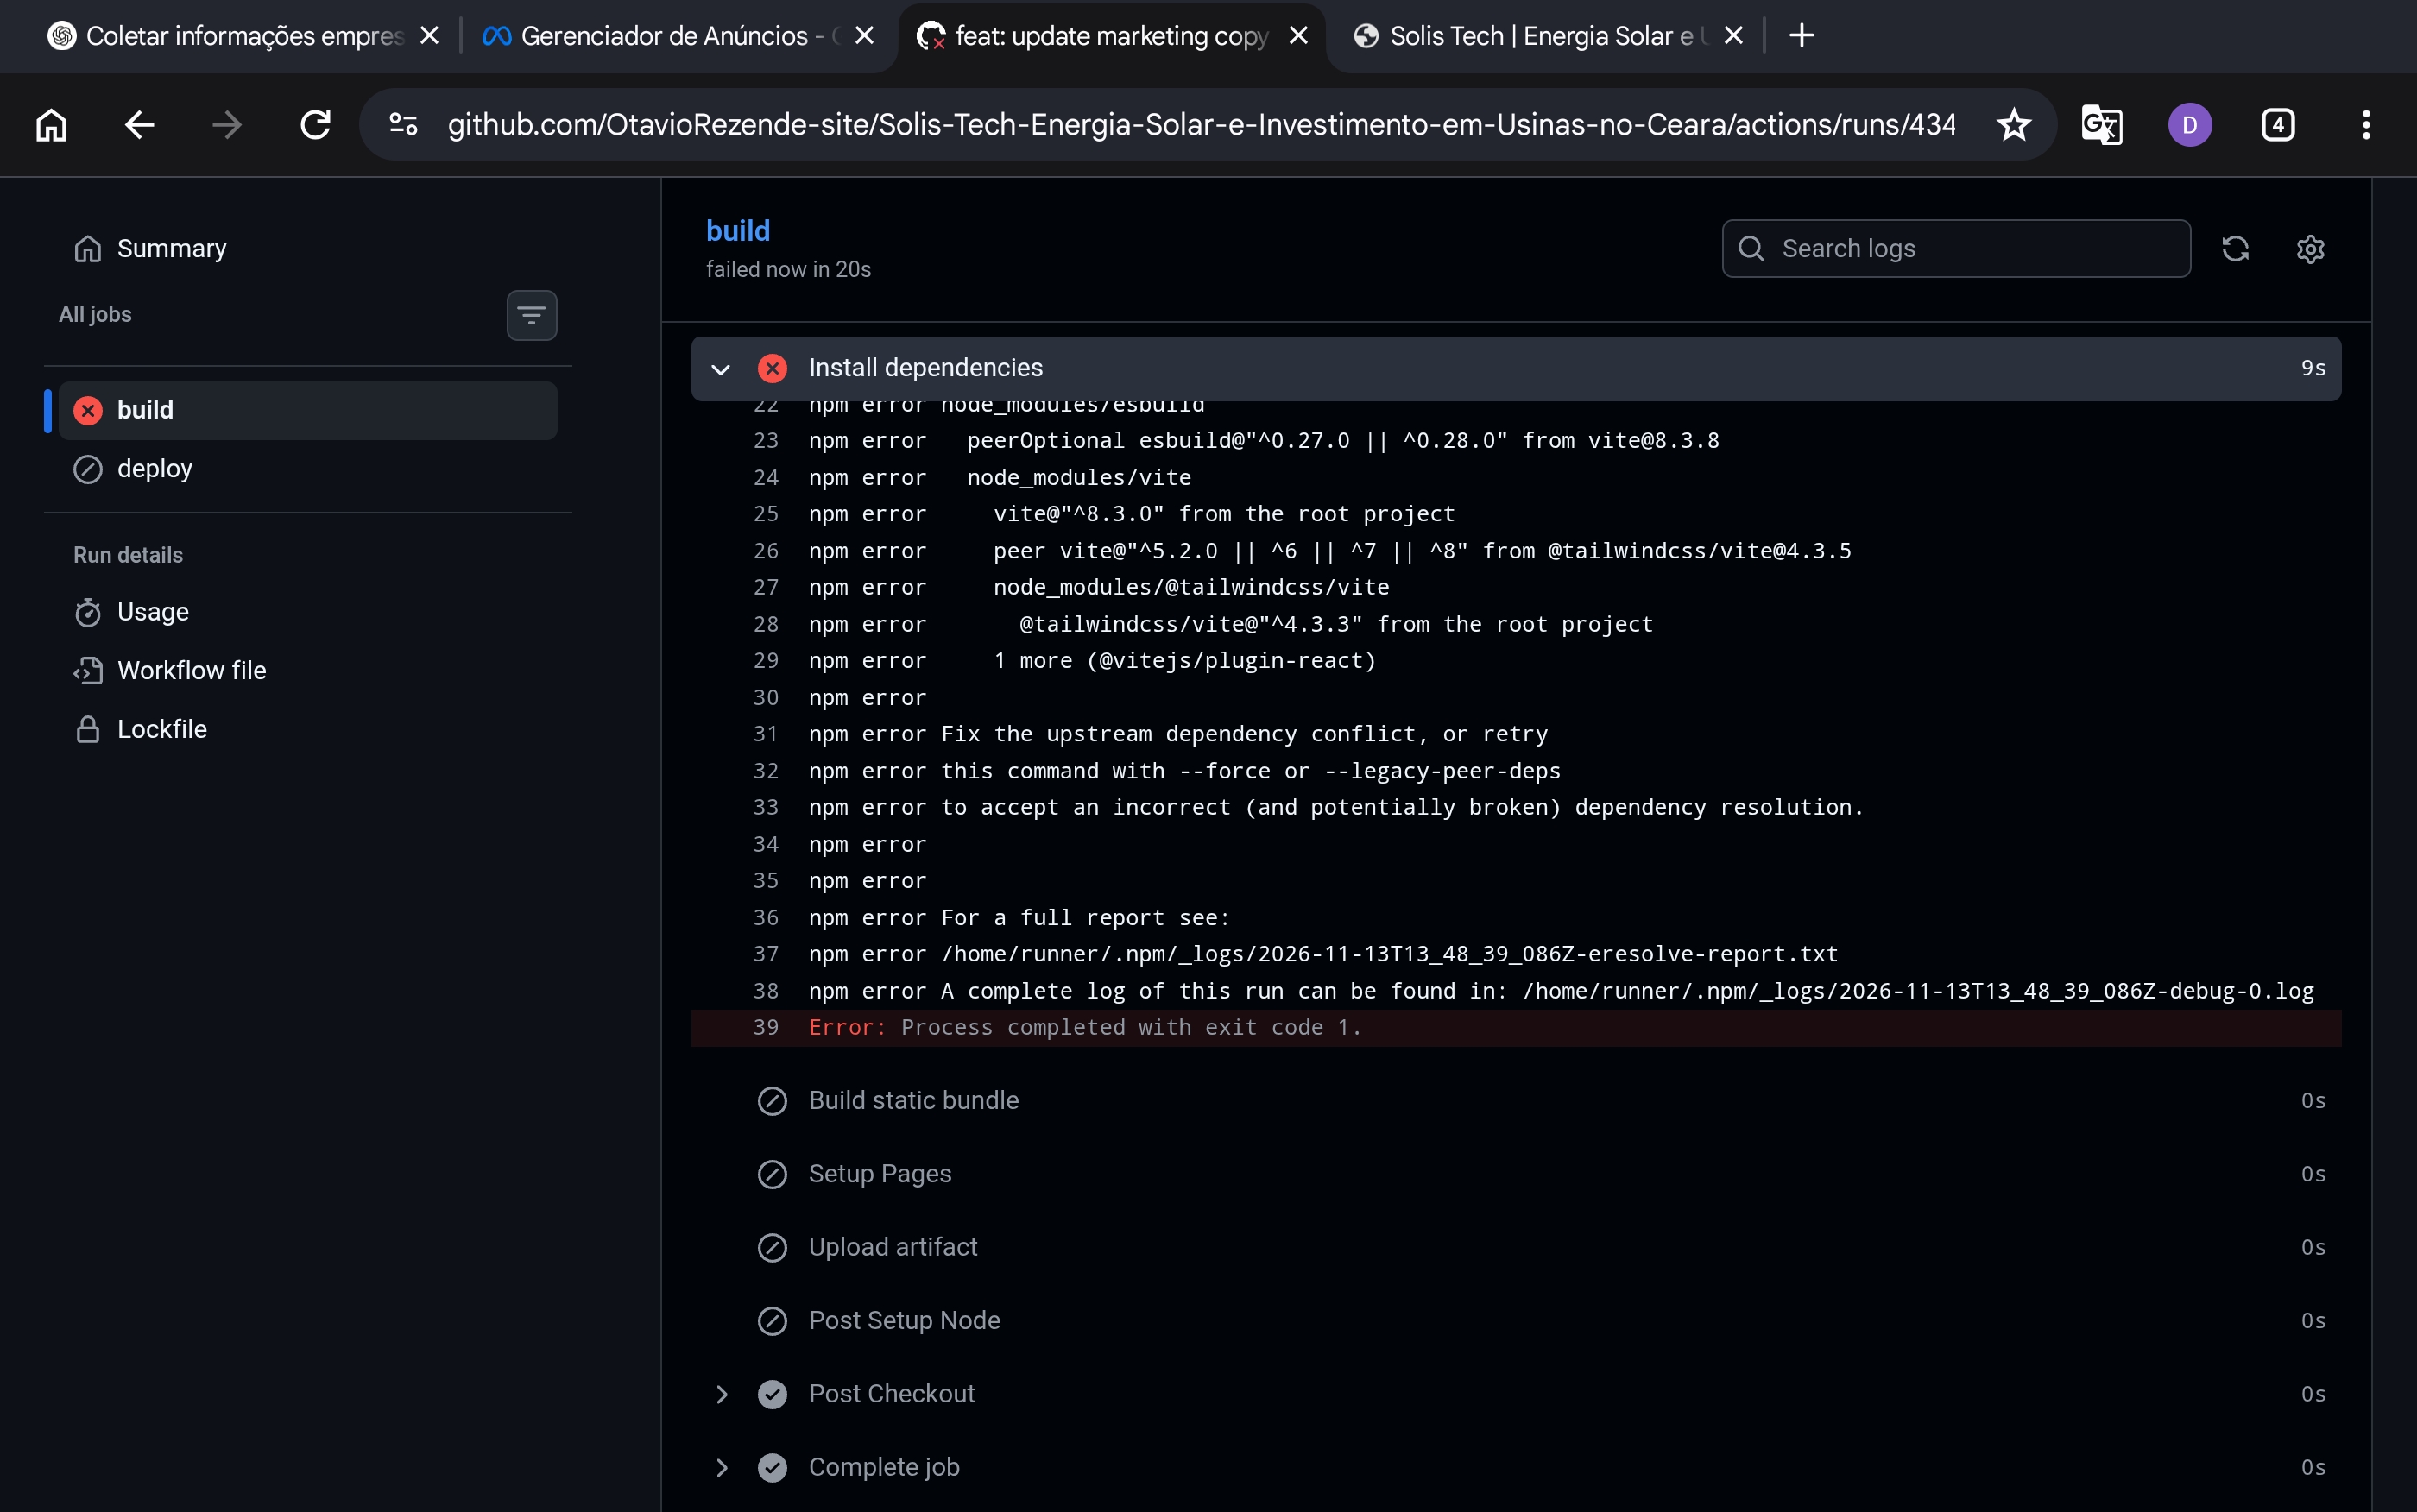 Coletar informações empres
Gerenciador de Anúncios -
feat: update marketing copy
Solis Tech | Energia Solar e
github.com/OtavioRezende-site/Solis-Tech-Energia-Solar-e-Investimento-em-Usinas-no-Ceara/actions/runs/434
D
4
Summary
All jobs
build
deploy
Run details
Usage
Workflow file
Lockfile
build
failed now in 20s
Search logs
Install dependencies 9s
22 npm error node_modules/esbuild
23 npm error   peerOptional esbuild@"^0.27.0 || ^0.28.0" from vite@8.3.8
24 npm error   node_modules/vite
25 npm error     vite@"^8.3.0" from the root project
26 npm error     peer vite@"^5.2.0 || ^6 || ^7 || ^8" from @tailwindcss/vite@4.3.5
27 npm error     node_modules/@tailwindcss/vite
28 npm error       @tailwindcss/vite@"^4.3.3" from the root project
29 npm error     1 more (@vitejs/plugin-react)
30 npm error
31 npm error Fix the upstream dependency conflict, or retry
32 npm error this command with --force or --legacy-peer-deps
33 npm error to accept an incorrect (and potentially broken) dependency resolution.
34 npm error
35 npm error
36 npm error For a full report see:
37 npm error /home/runner/.npm/_logs/2026-11-13T13_48_39_086Z-eresolve-report.txt
38 npm error A complete log of this run can be found in: /home/runner/.npm/_logs/2026-11-13T13_48_39_086Z-debug-0.log
39 Error: Process completed with exit code 1.
Build static bundle 0s
Setup Pages 0s
Upload artifact 0s
Post Setup Node 0s
Post Checkout 0s
Complete job 0s